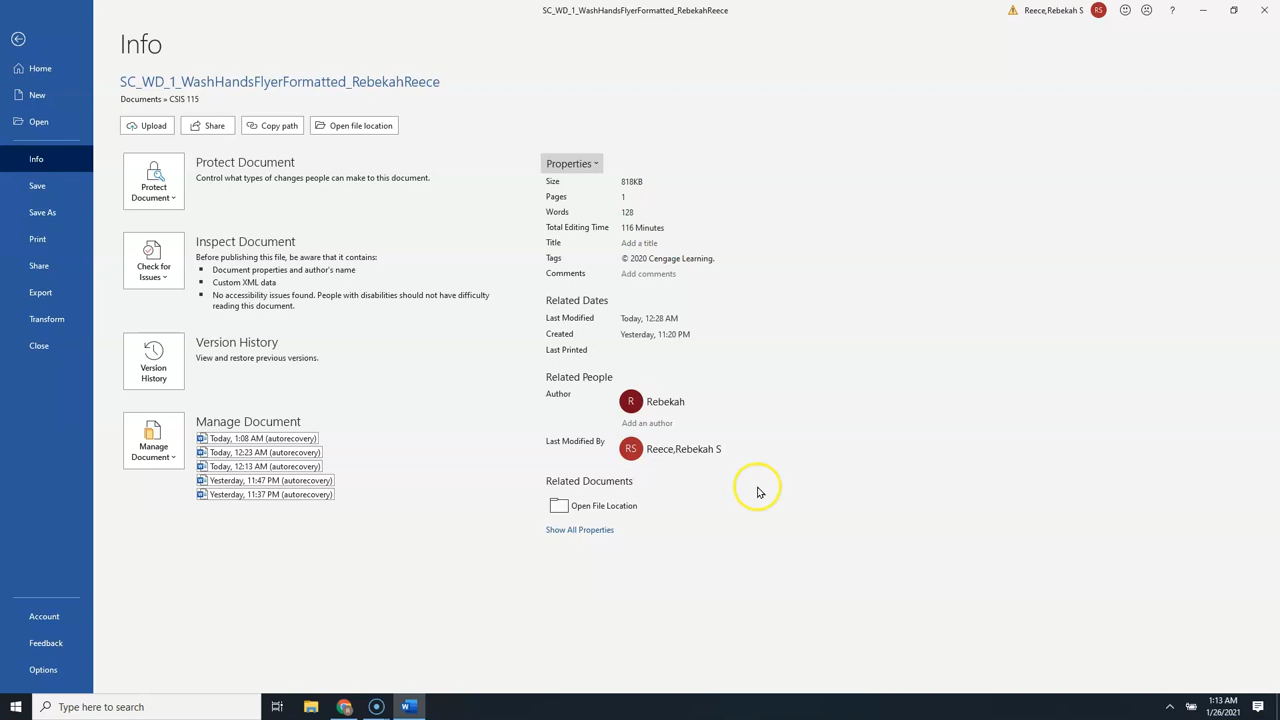 SC_WD_1_WashHandsFlyerFormatted_RebekahReece
Reece,Rebekah S
RS
?
Info
Home
New
Open
Info
Save
Save As
Print
Share
Export
Transform
Close
Account
Feedback
Options
SC_WD_1_WashHandsFlyerFormatted_RebekahReece
Documents » CSIS 115
Upload
Share
Copy path
Open file location
Protect Document
Protect Document
Control what types of changes people can make to this document.
Check for Issues
Inspect Document
Before publishing this file, be aware that it contains:
Document properties and author's name
Custom XML data
No accessibility issues found. People with disabilities should not have difficulty
reading this document.
Version History
Version History
View and restore previous versions.
Manage Document
Manage Document
Today, 1:08 AM (autorecovery)
Today, 12:23 AM (autorecovery)
Today, 12:13 AM (autorecovery)
Yesterday, 11:47 PM (autorecovery)
Yesterday, 11:37 PM (autorecovery)
Properties
Size 818KB
Pages 1
Words 128
Total Editing Time 116 Minutes
Title Add a title
Tags © 2020 Cengage Learning.
Comments Add comments
Related Dates
Last Modified Today, 12:28 AM
Created Yesterday, 11:20 PM
Last Printed
Related People
Author R Rebekah
Add an author
Last Modified By RS Reece,Rebekah S
Related Documents
Open File Location
Show All Properties
Type here to search
1:13 AM
1/26/2021